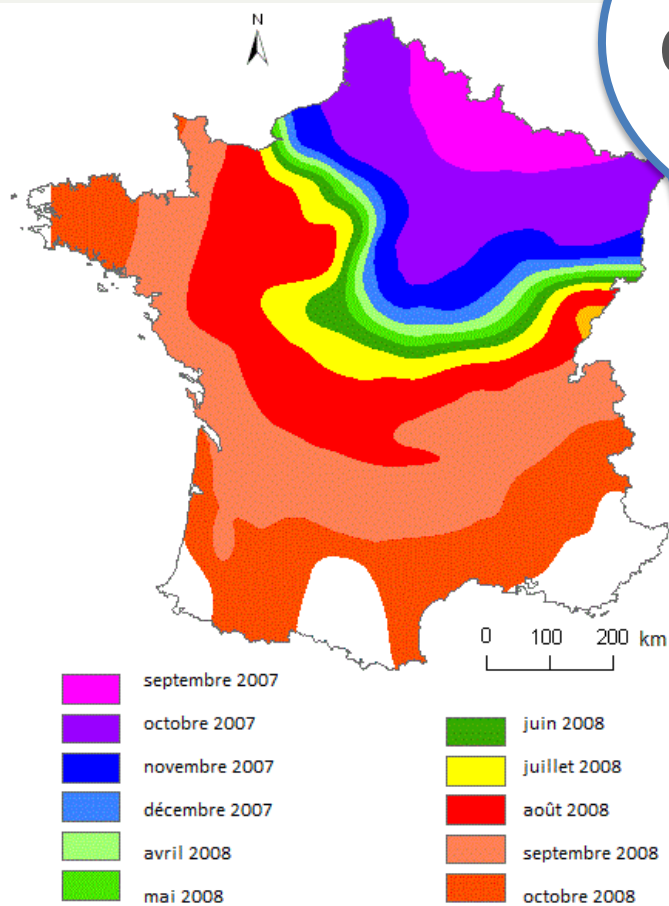 N
0 100 200 km
septembre 2007
octobre 2007
novembre 2007
décembre 2007
avril 2008
mai 2008
juin 2008
juillet 2008
août 2008
septembre 2008
octobre 2008